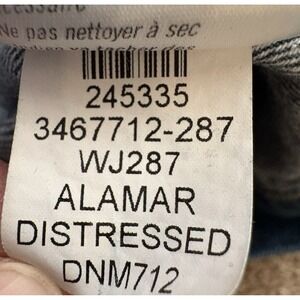 Ne pas nettoyer à sec
245335
3467712-287
WJ287
ALAMAR
DISTRESSED
DNM712